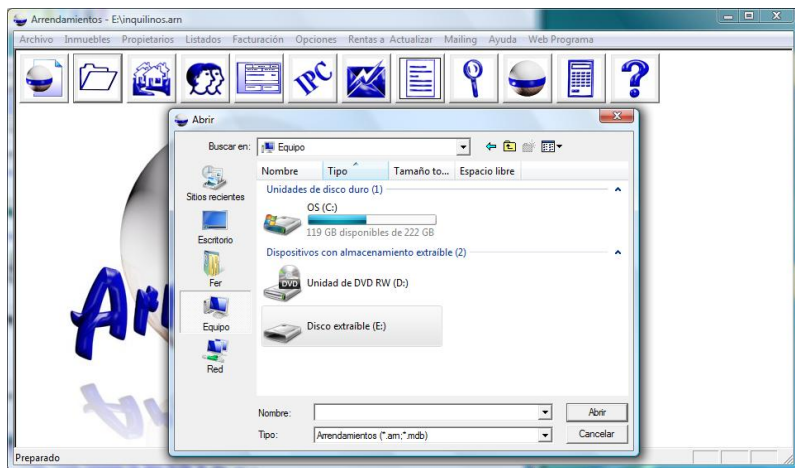 Arrendamientos - E:\inquilinos.arn
Archivo Inmuebles Propietarios Listados Facturación Opciones Rentas a Actualizar Mailing Ayuda Web Programa
IPC
?
Abrir
Buscar en: Equipo
Nombre Tipo Tamaño to... Espacio libre
Sitios recientes
Escritorio
Fer
Equipo
Red
Unidades de disco duro (1)
OS (C:)
119 GB disponibles de 222 GB
Dispositivos con almacenamiento extraíble (2)
DVD
Unidad de DVD RW (D:)
Disco extraíble (E:)
Nombre:
Abrir
Tipo: Arrendamientos (*.arn;*.mdb)
Cancelar
Arr
Preparado